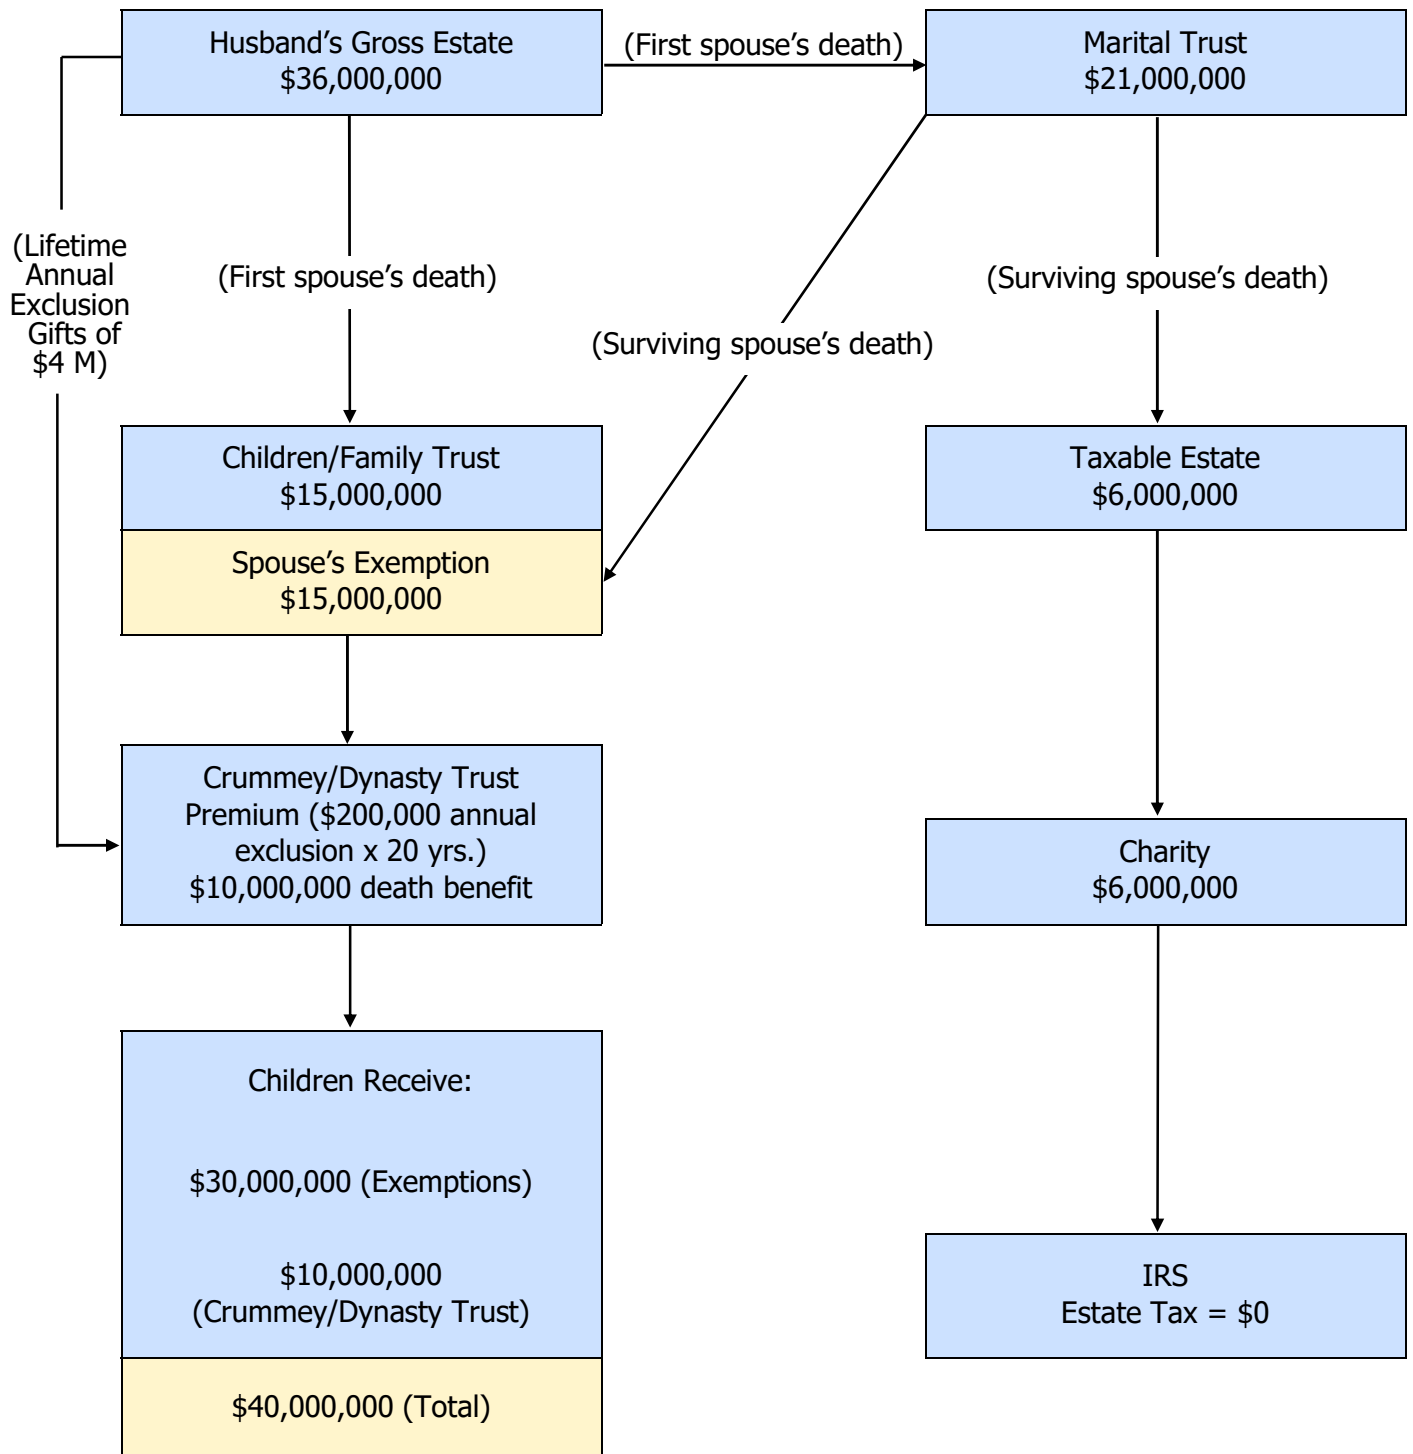 Husband’s Gross Estate
$36,000,000
(First spouse’s death)
Marital Trust
$21,000,000
(Lifetime
Annual
Exclusion
Gifts of
$4 M)
(First spouse’s death)
(Surviving spouse’s death)
(Surviving spouse’s death)
Children/Family Trust
$15,000,000
Spouse’s Exemption
$15,000,000
Taxable Estate
$6,000,000
Crummey/Dynasty Trust
Premium ($200,000 annual
exclusion x 20 yrs.)
$10,000,000 death benefit
Charity
$6,000,000
Children Receive:
$30,000,000 (Exemptions)
$10,000,000
(Crummey/Dynasty Trust)
$40,000,000 (Total)
IRS
Estate Tax = $0